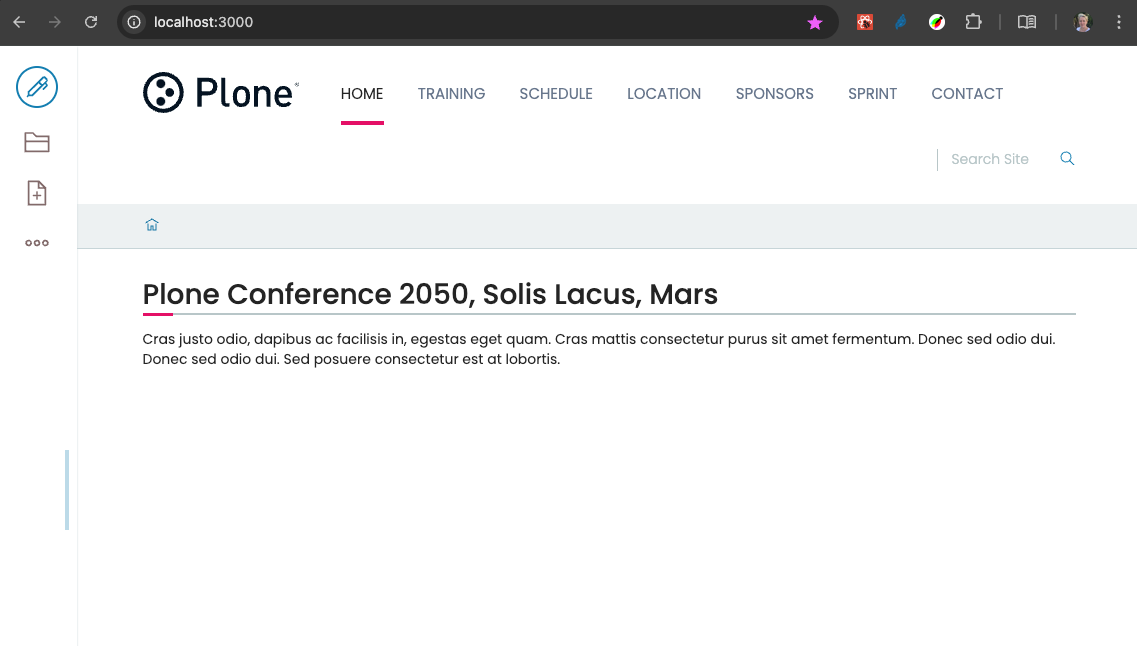 localhost:3000
Plone®
HOME TRAINING SCHEDULE LOCATION SPONSORS SPRINT CONTACT
Search Site
Plone Conference 2050, Solis Lacus, Mars
Cras justo odio, dapibus ac facilisis in, egestas eget quam. Cras mattis consectetur purus sit amet fermentum. Donec sed odio dui.
Donec sed odio dui. Sed posuere consectetur est at lobortis.